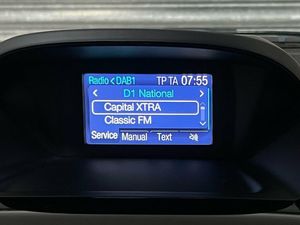 Radio < DAB1 TP TA 07:55
< D1 National >
Capital XTRA
Classic FM
Service Manual Text